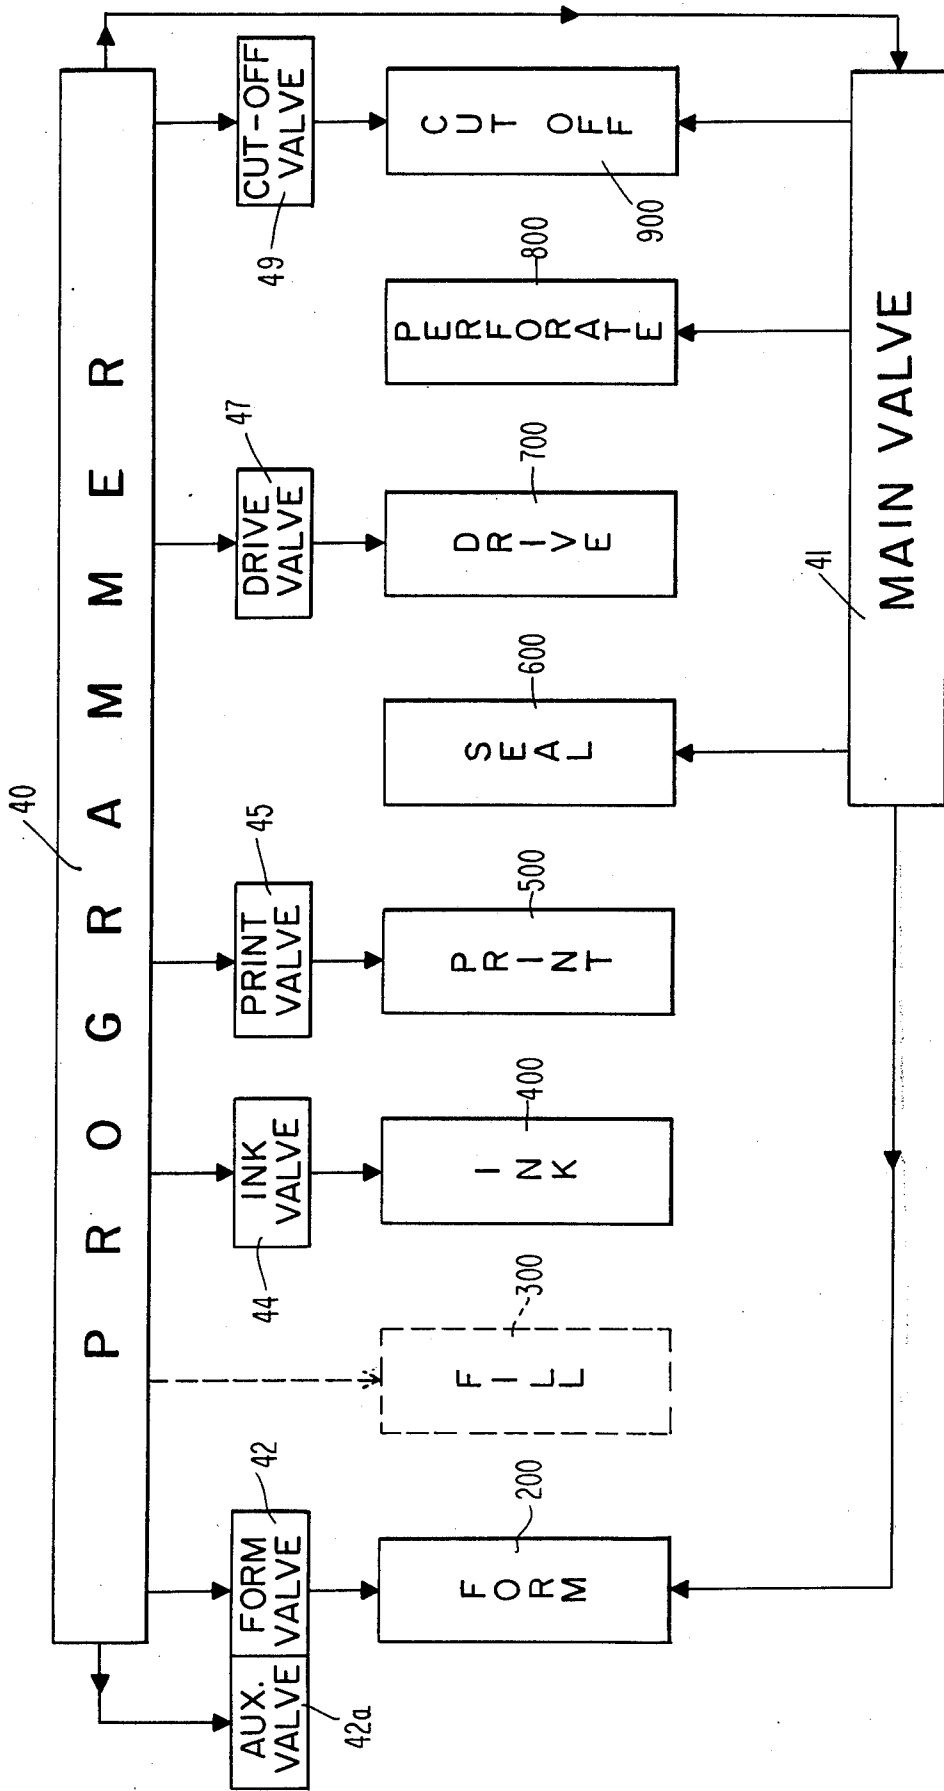 40
PROGRAMMER
AUX.
VALVE
42a
FORM
VALVE
42
INK
VALVE
44
PRINT
VALVE
45
DRIVE
VALVE
47
CUT-OFF
VALVE
49
FORM
200
FILL
300
INK
400
PRINT
500
SEAL
600
DRIVE
700
PERFORATE
800
CUT OFF
900
41
MAIN VALVE